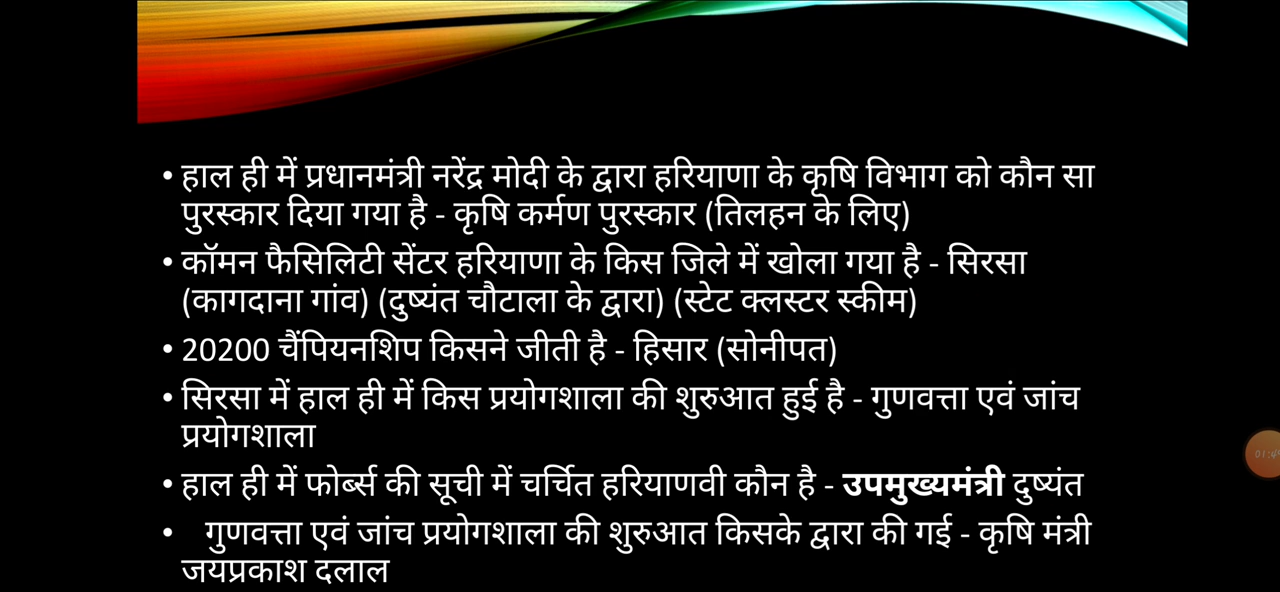 • हाल ही में प्रधानमंत्री नरेंद्र मोदी के द्वारा हरियाणा के कृषि विभाग को कौन सा
पुरस्कार दिया गया है - कृषि कर्मण पुरस्कार (तिलहन के लिए)
• कॉमन फैसिलिटी सेंटर हरियाणा के किस जिले में खोला गया है - सिरसा
(कागदाना गांव) (दुष्यंत चौटाला के द्वारा) (स्टेट क्लस्टर स्कीम)
• 20200 चैंपियनशिप किसने जीती है - हिसार (सोनीपत)
• सिरसा में हाल ही में किस प्रयोगशाला की शुरुआत हुई है - गुणवत्ता एवं जांच
प्रयोगशाला
• हाल ही में फोर्ब्स की सूची में चर्चित हरियाणवी कौन है - उपमुख्यमंत्री दुष्यंत
• गुणवत्ता एवं जांच प्रयोगशाला की शुरुआत किसके द्वारा की गई - कृषि मंत्री
जयप्रकाश दलाल